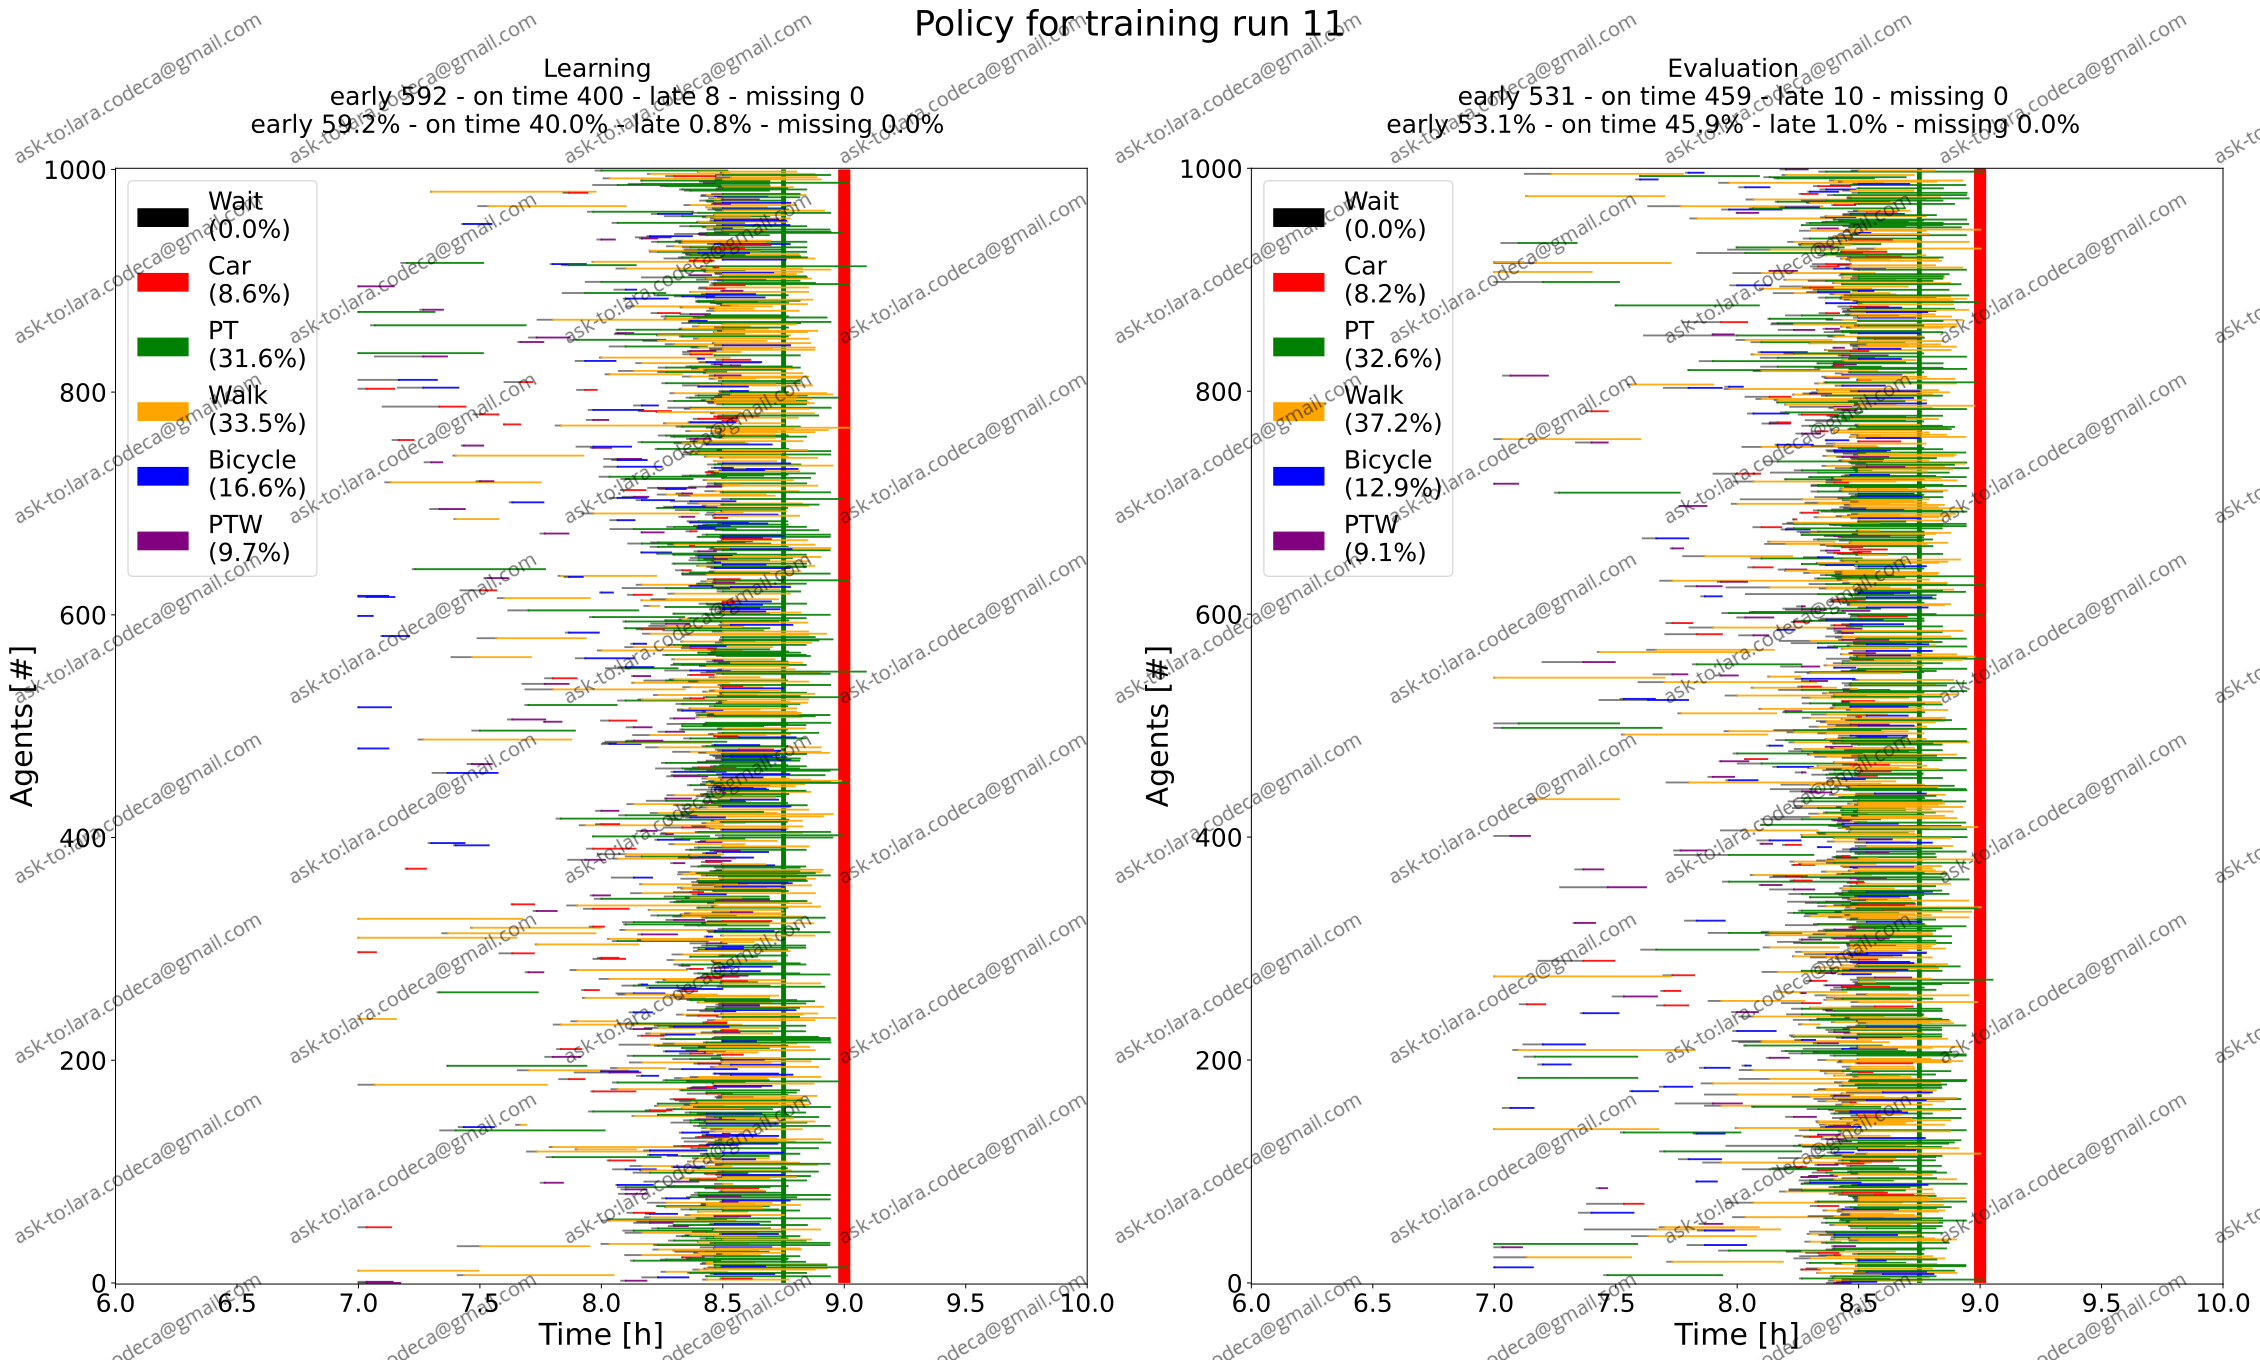 Policy for training run 11
Learning
early 592 - on time 400 - late 8 - missing 0
early 59.2% - on time 40.0% - late 0.8% - missing 0.0%
Agents [#]
1000
800
600
400
200
0
Wait
(0.0%)
Car
(8.6%)
PT
(31.6%)
Walk
(33.5%)
Bicycle
(16.6%)
PTW
(9.7%)
6.0 6.5 7.0 7.5 8.0 8.5 9.0 9.5 10.0
Time [h]
Evaluation
early 531 - on time 459 - late 10 - missing 0
early 53.1% - on time 45.9% - late 1.0% - missing 0.0%
Agents [#]
1000
800
600
400
200
0
Wait
(0.0%)
Car
(8.2%)
PT
(32.6%)
Walk
(37.2%)
Bicycle
(12.9%)
PTW
(9.1%)
6.0 6.5 7.0 7.5 8.0 8.5 9.0 9.5 10.0
Time [h]
ask-to:lara.codeca@gmail.com